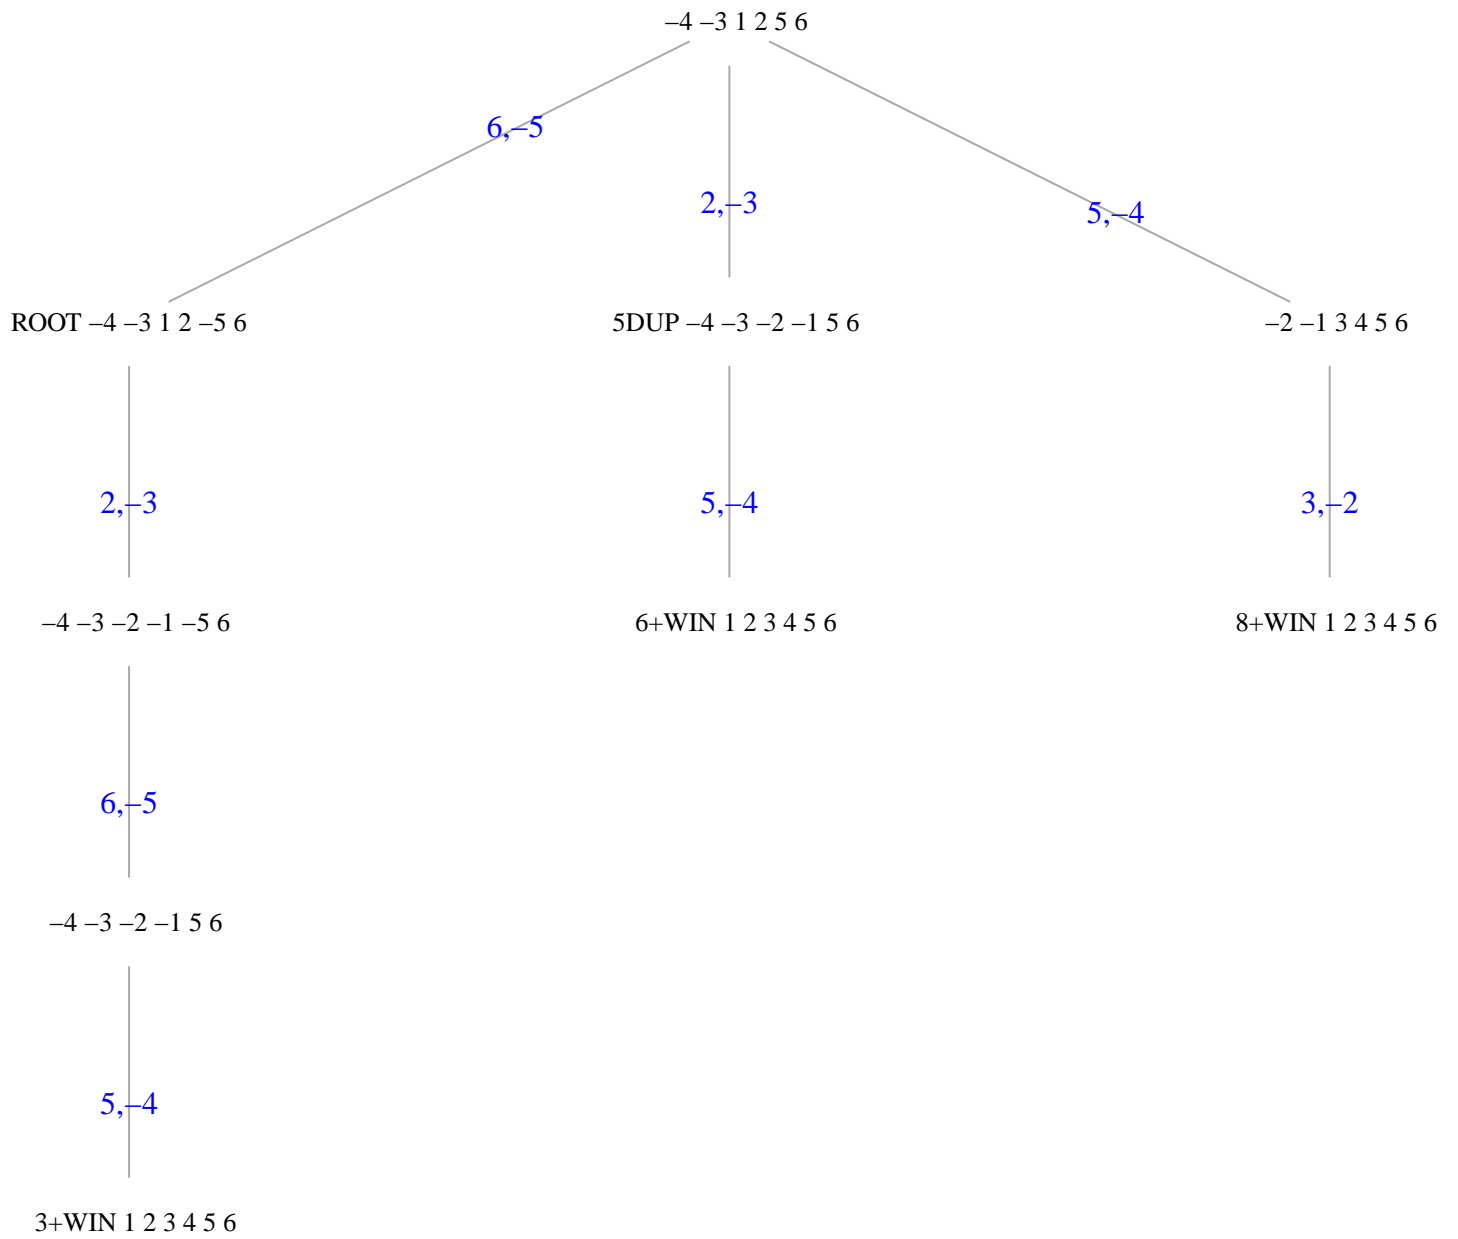 –4 –3 1 2 5 6
6,–5
2,–3
5,–4
ROOT –4 –3 1 2 –5 6
5DUP –4 –3 –2 –1 5 6
–2 –1 3 4 5 6
2,–3
5,–4
3,–2
–4 –3 –2 –1 –5 6
6+WIN 1 2 3 4 5 6
8+WIN 1 2 3 4 5 6
6,–5
–4 –3 –2 –1 5 6
5,–4
3+WIN 1 2 3 4 5 6